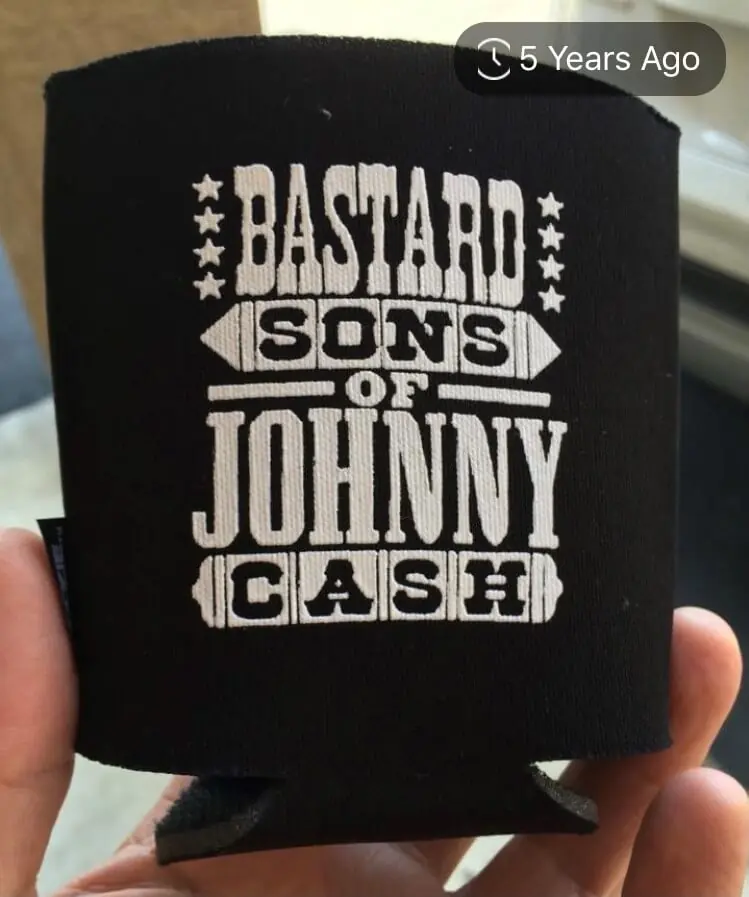 5 Years Ago
BASTARD
SONS
OF
JOHNNY
CASH